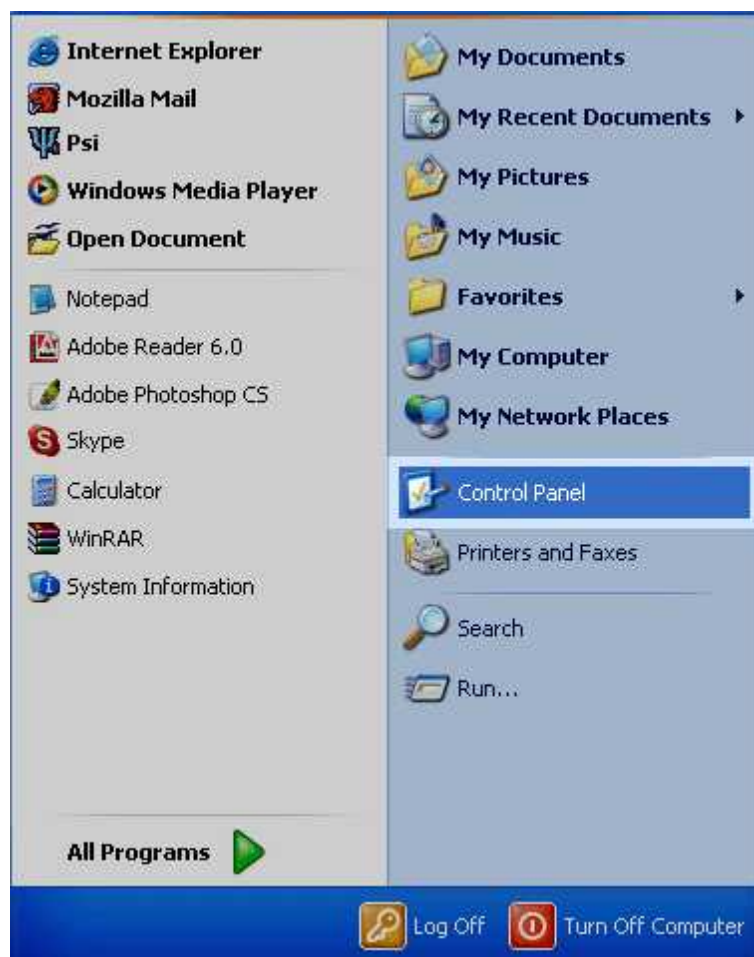 Internet Explorer
Mozilla Mail
Psi
Windows Media Player
Open Document
Notepad
Adobe Reader 6.0
Adobe Photoshop CS
Skype
Calculator
WinRAR
System Information
All Programs
My Documents
My Recent Documents
My Pictures
My Music
Favorites
My Computer
My Network Places
Control Panel
Printers and Faxes
Search
Run...
Log Off
Turn Off Computer